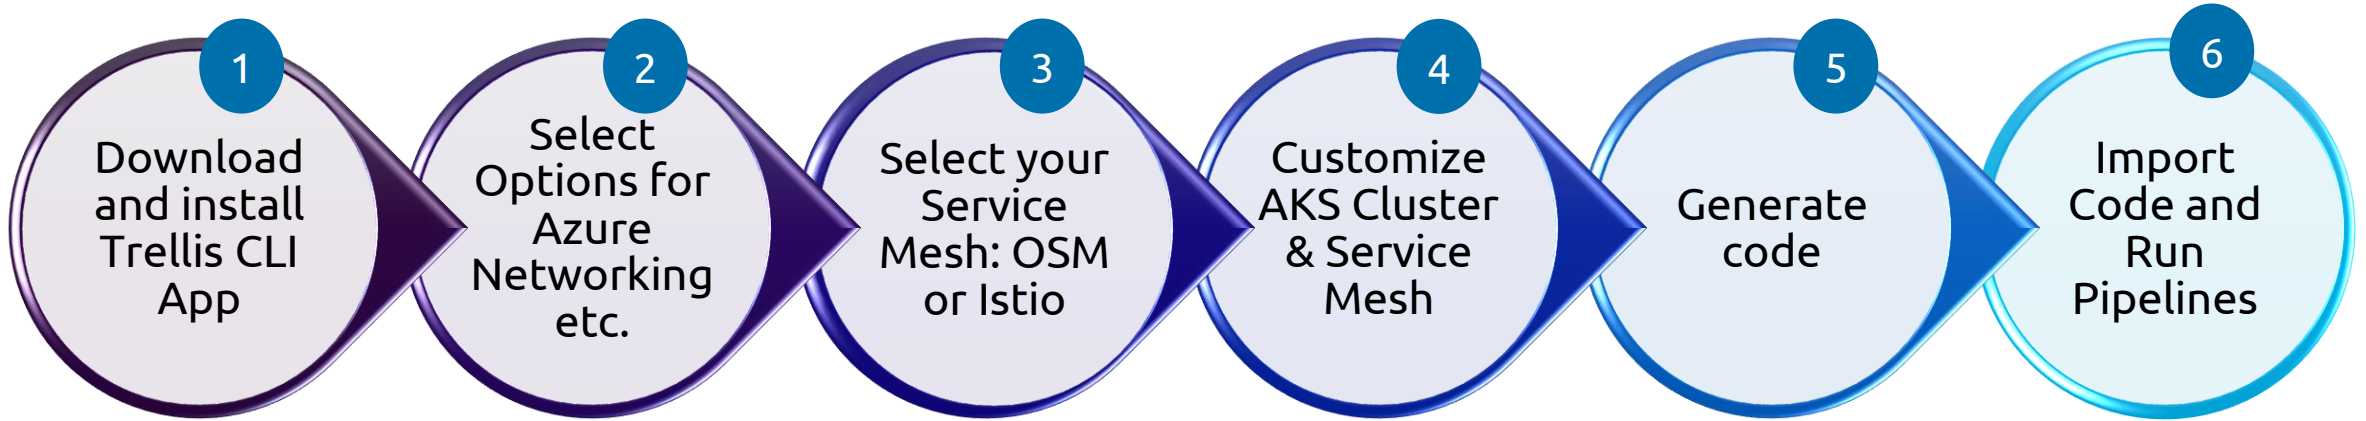 1
Download
and install
Trellis CLI
App
2
Select
Options for
Azure
Networking
etc.
3
Select your
Service
Mesh: OSM
or Istio
4
Customize
AKS Cluster
& Service
Mesh
5
Generate
code
6
Import
Code and
Run
Pipelines